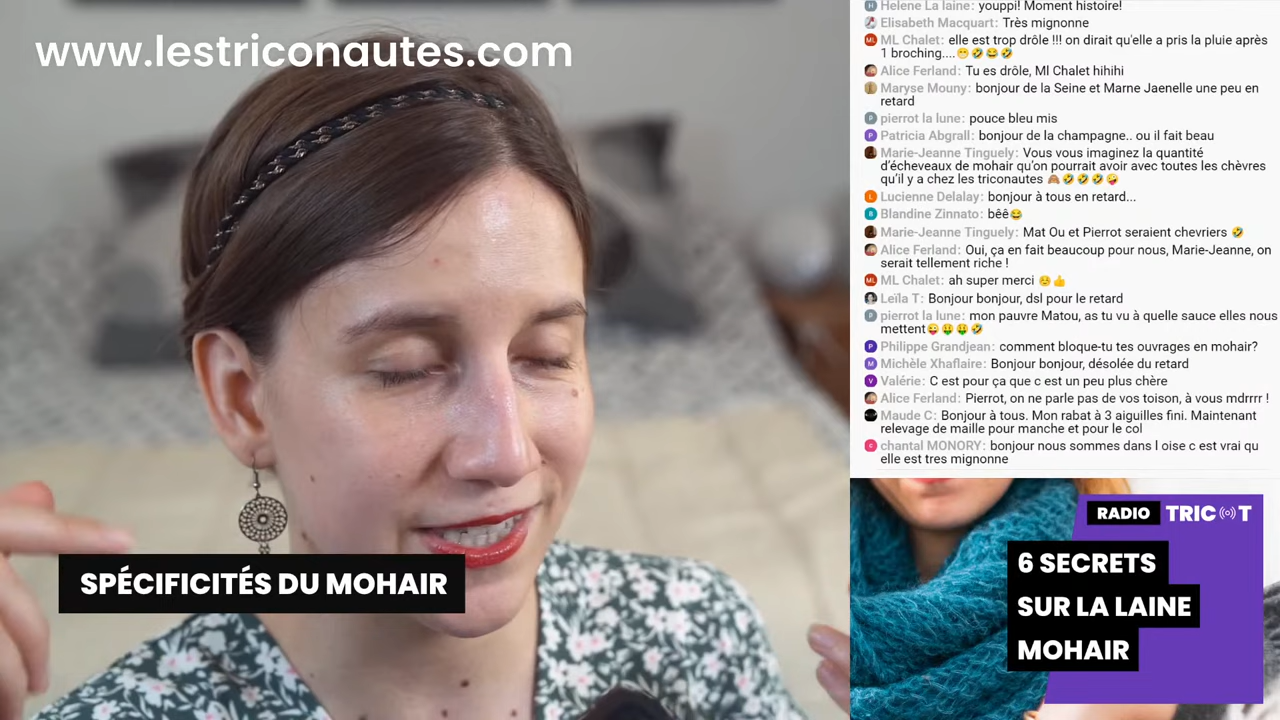 www.lestriconautes.com
SPÉCIFICITÉS DU MOHAIR
H Helene La laine: youppi! Moment histoire!
Elisabeth Macquart: Très mignonne
ML ML Chalet: elle est trop drôle !!! on dirait qu'elle a pris la pluie après
1 broching....😁🤣😂🤣
Alice Ferland: Tu es drôle, Ml Chalet hihihi
Maryse Mouny: bonjour de la Seine et Marne Jaenelle une peu en
retard
P pierrot la lune: pouce bleu mis
P Patricia Abgrall: bonjour de la champagne.. ou il fait beau
Marie-Jeanne Tinguely: Vous vous imaginez la quantité
d'écheveaux de mohair qu'on pourrait avoir avec toutes les chèvres
qu'il y a chez les triconautes 🙈🤣🤣🤣🤪
L Lucienne Delalay: bonjour à tous en retard...
B Blandine Zinnato: bêê😂
Marie-Jeanne Tinguely: Mat Ou et Pierrot seraient chevriers 🤣
Alice Ferland: Oui, ça en fait beaucoup pour nous, Marie-Jeanne, on
serait tellement riche !
ML ML Chalet: ah super merci ☺️👍
Leïla T: Bonjour bonjour, dsl pour le retard
P pierrot la lune: mon pauvre Matou, as tu vu à quelle sauce elles nous
mettent😜🤑🤑🤣
P Philippe Grandjean: comment bloque-tu tes ouvrages en mohair?
M Michèle Xhaflaire: Bonjour bonjour, désolée du retard
V Valérie: C est pour ça que c est un peu plus chère
Alice Ferland: Pierrot, on ne parle pas de vos toison, à vous mdrrrr !
Maude C: Bonjour à tous. Mon rabat à 3 aiguilles fini. Maintenant
relevage de maille pour manche et pour le col
c chantal MONORY: bonjour nous sommes dans l oise c est vrai qu
elle est tres mignonne
RADIO TRICOT
6 SECRETS
SUR LA LAINE
MOHAIR